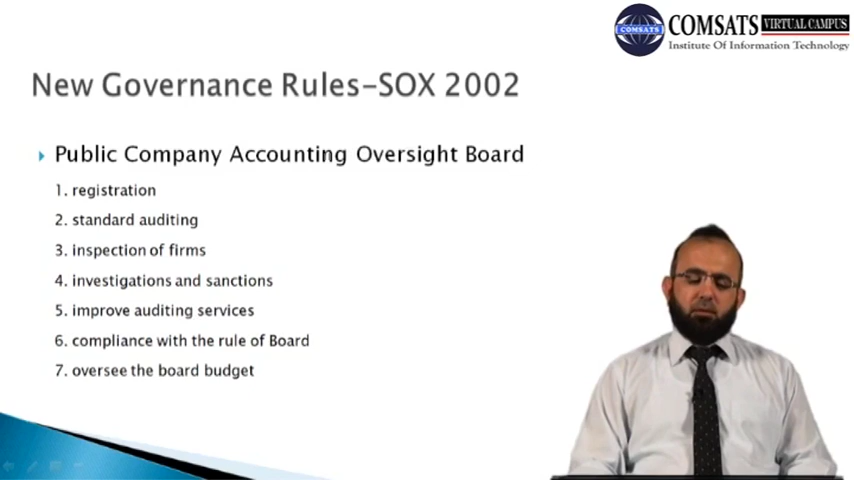 COMSATS
COMSATS VIRTUAL CAMPUS
Institute Of Information Technology
New Governance Rules-SOX 2002
Public Company Accounting Oversight Board
1. registration
2. standard auditing
3. inspection of firms
4. investigations and sanctions
5. improve auditing services
6. compliance with the rule of Board
7. oversee the board budget